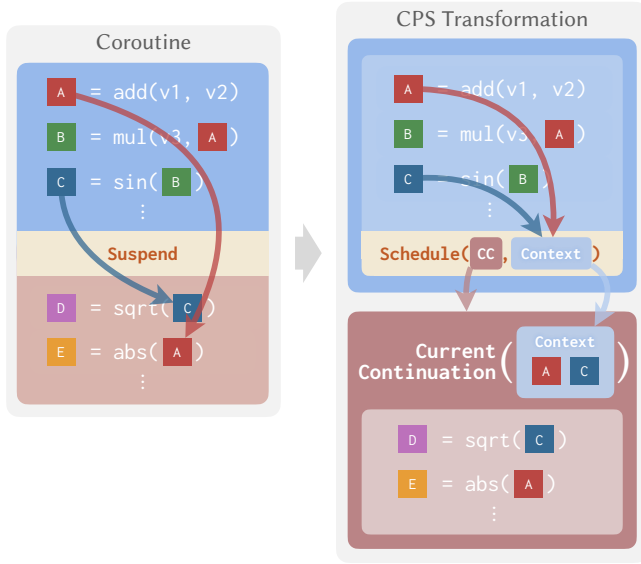 Coroutine
A = add(v1, v2)
B = mul(v3, A)
C = sin(B)
⋮
Suspend
D = sqrt(C)
E = abs(A)
⋮
CPS Transformation
A = add(v1, v2)
B = mul(v3, A)
C = sin(B)
⋮
Schedule(CC, Context)
Current
Continuation(Context
A C)
D = sqrt(C)
E = abs(A)
⋮